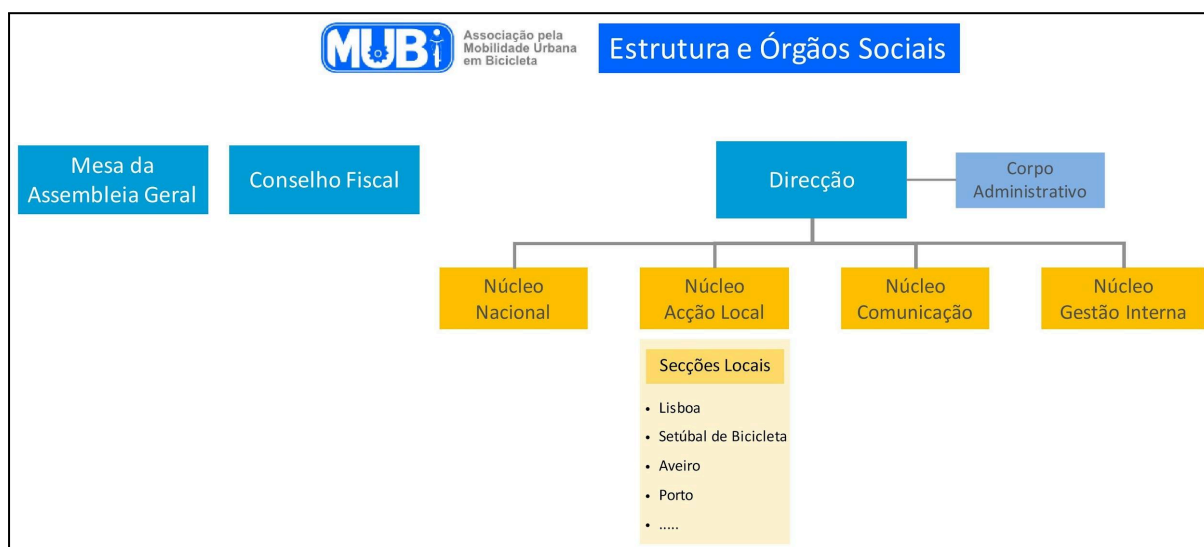 MUBi
Associação pela
Mobilidade Urbana
em Bicicleta
Estrutura e Órgãos Sociais
Mesa da
Assembleia Geral
Conselho Fiscal
Direcção
Corpo
Administrativo
Núcleo
Nacional
Núcleo
Acção Local
Núcleo
Comunicação
Núcleo
Gestão Interna
Secções Locais
• Lisboa
• Setúbal de Bicicleta
• Aveiro
• Porto
• .....